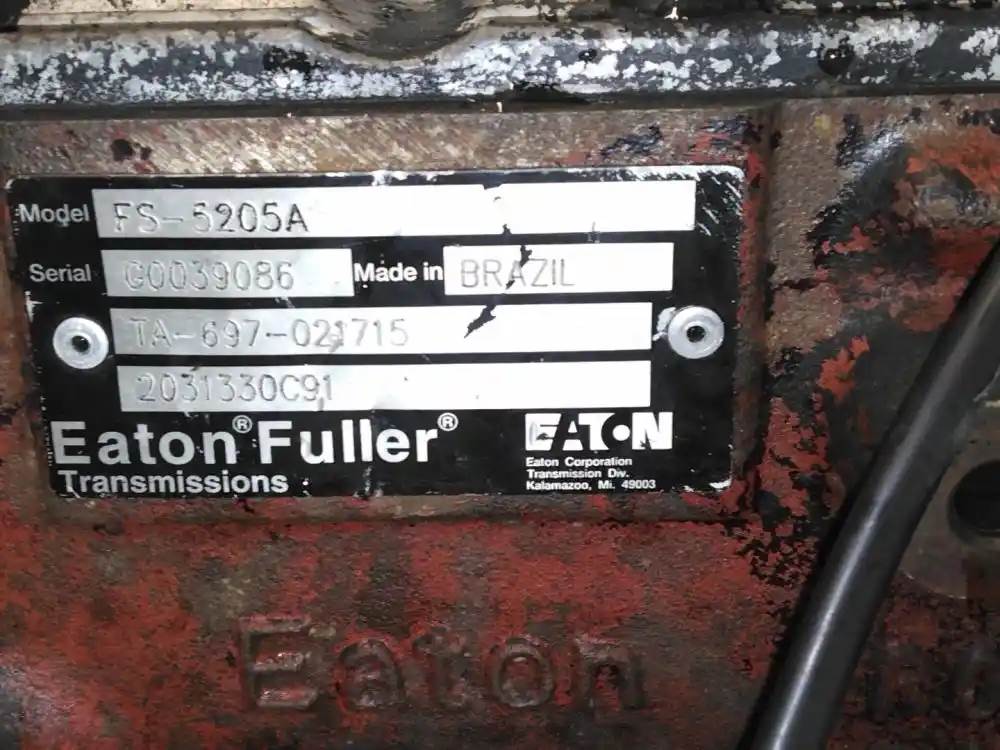 Model FS-5205A
Serial G0039086 Made in BRAZIL
TA-697-021715
2031330C91
Eaton® Fuller®
Transmissions
EATON
Eaton Corporation
Transmission Div.
Kalamazoo, Mi. 49003
Eaton